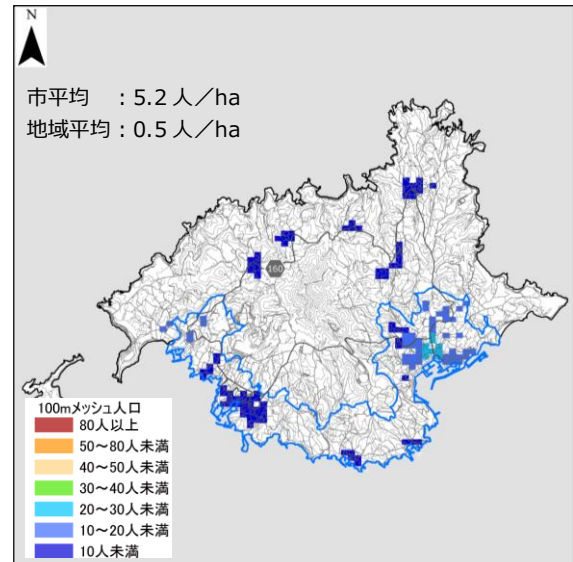 N
市平均 ：5.2 人／ha
地域平均：0.5 人／ha
160
100mメッシュ人口
80人以上
50～80人未満
40～50人未満
30～40人未満
20～30人未満
10～20人未満
10人未満